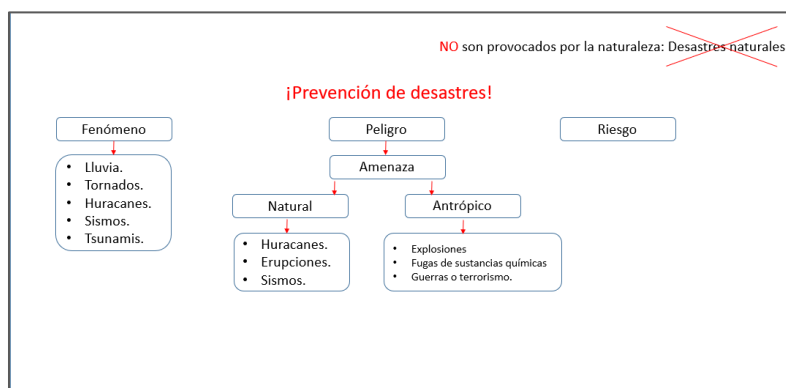 NO son provocados por la naturaleza: Desastres naturales
¡Prevención de desastres!
Fenómeno
Peligro
Riesgo
• Lluvia.
• Tornados.
• Huracanes.
• Sismos.
• Tsunamis.
Amenaza
Natural
Antrópico
• Huracanes.
• Erupciones.
• Sismos.
• Explosiones
• Fugas de sustancias químicas
• Guerras o terrorismo.